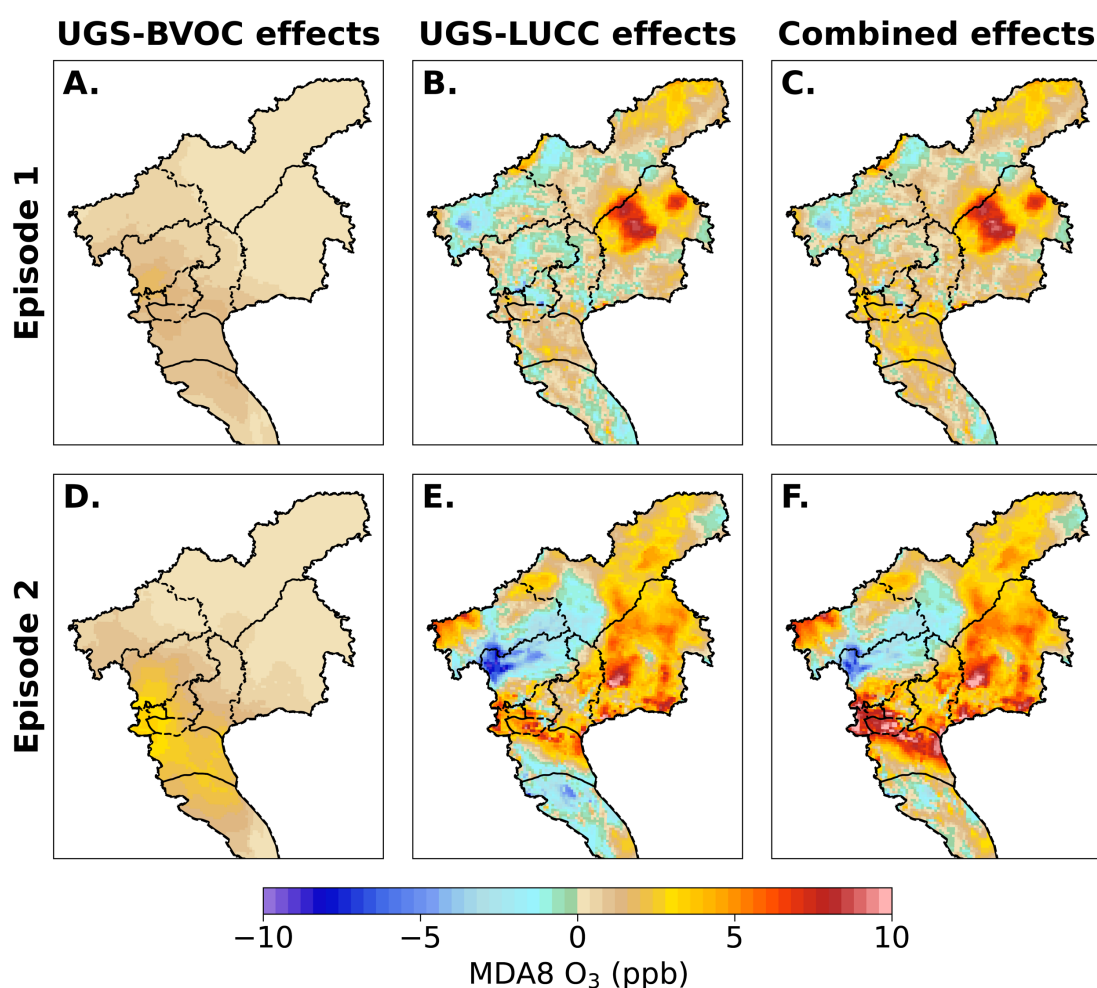 UGS-BVOC effects UGS-LUCC effects Combined effects
Episode 1
A. B. C.
Episode 2
D. E. F.
−10 −5 0 5 10
MDA8 O₃ (ppb)